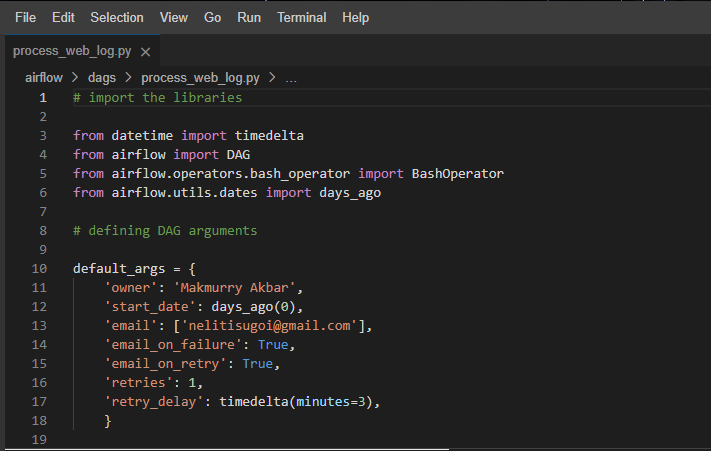 File Edit Selection View Go Run Terminal Help
process_web_log.py ×
airflow > dags > process_web_log.py > ...
1 # import the libraries
2
3 from datetime import timedelta
4 from airflow import DAG
5 from airflow.operators.bash_operator import BashOperator
6 from airflow.utils.dates import days_ago
7
8 # defining DAG arguments
9
10 default_args = {
11     'owner': 'Makmurry Akbar',
12     'start_date': days_ago(0),
13     'email': ['nelitisugoi@gmail.com'],
14     'email_on_failure': True,
15     'email_on_retry': True,
16     'retries': 1,
17     'retry_delay': timedelta(minutes=3),
18     }
19